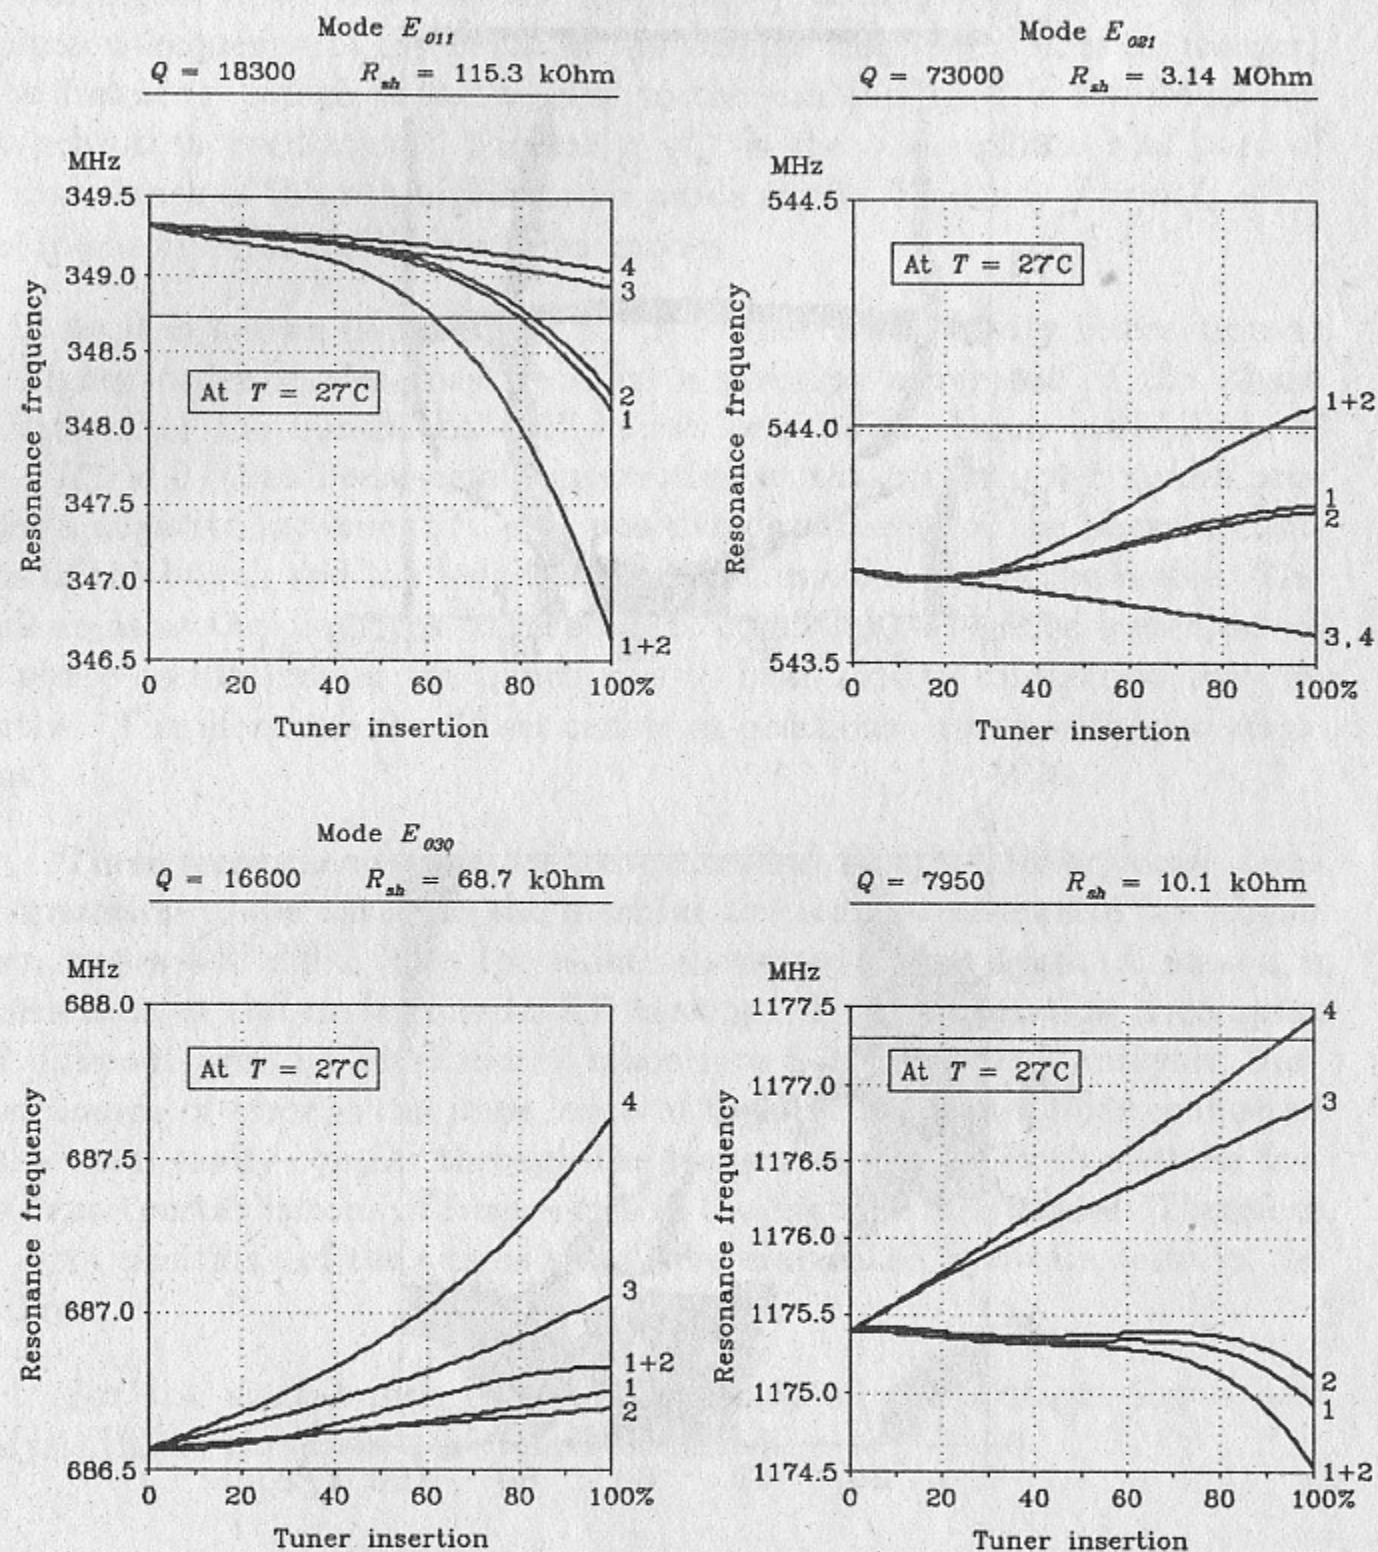 Mode E011
Q = 18300 Rsh = 115.3 kOhm
MHz
349.5
349.0
348.5
348.0
347.5
347.0
346.5
Resonance frequency
At T = 27°C
4
3
2
1
1+2
0 20 40 60 80 100%
Tuner insertion
Mode E021
Q = 73000 Rsh = 3.14 MOhm
MHz
544.5
544.0
543.5
Resonance frequency
At T = 27°C
1+2
1
2
3,4
0 20 40 60 80 100%
Tuner insertion
Mode E030
Q = 16600 Rsh = 68.7 kOhm
MHz
688.0
687.5
687.0
686.5
Resonance frequency
At T = 27°C
4
3
1+2
1
2
0 20 40 60 80 100%
Tuner insertion
Q = 7950 Rsh = 10.1 kOhm
MHz
1177.5
1177.0
1176.5
1176.0
1175.5
1175.0
1174.5
Resonance frequency
At T = 27°C
4
3
2
1
1+2
0 20 40 60 80 100%
Tuner insertion